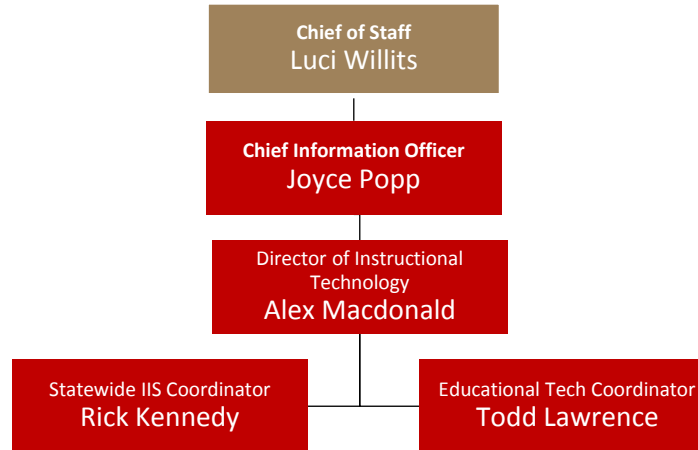 Chief of Staff
Luci Willits
Chief Information Officer
Joyce Popp
Director of Instructional
Technology
Alex Macdonald
Statewide IIS Coordinator
Rick Kennedy
Educational Tech Coordinator
Todd Lawrence